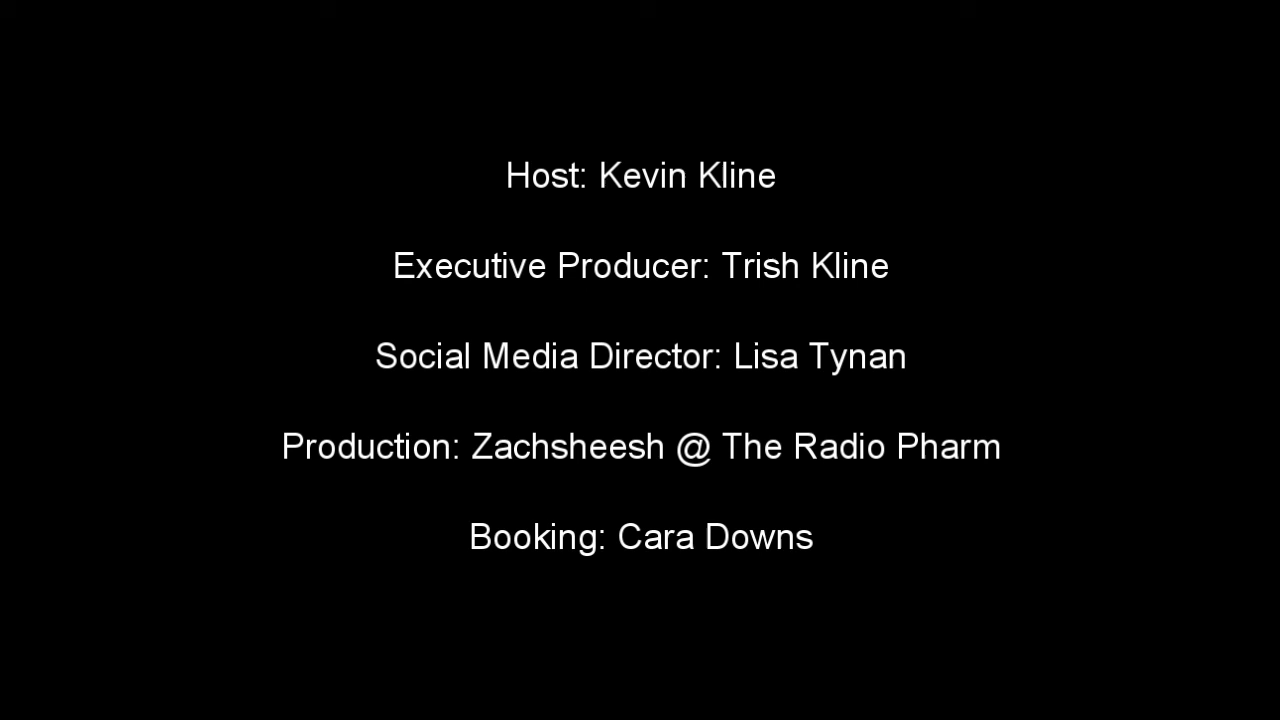 Host: Kevin Kline
Executive Producer: Trish Kline
Social Media Director: Lisa Tynan
Production: Zachsheesh @ The Radio Pharm
Booking: Cara Downs